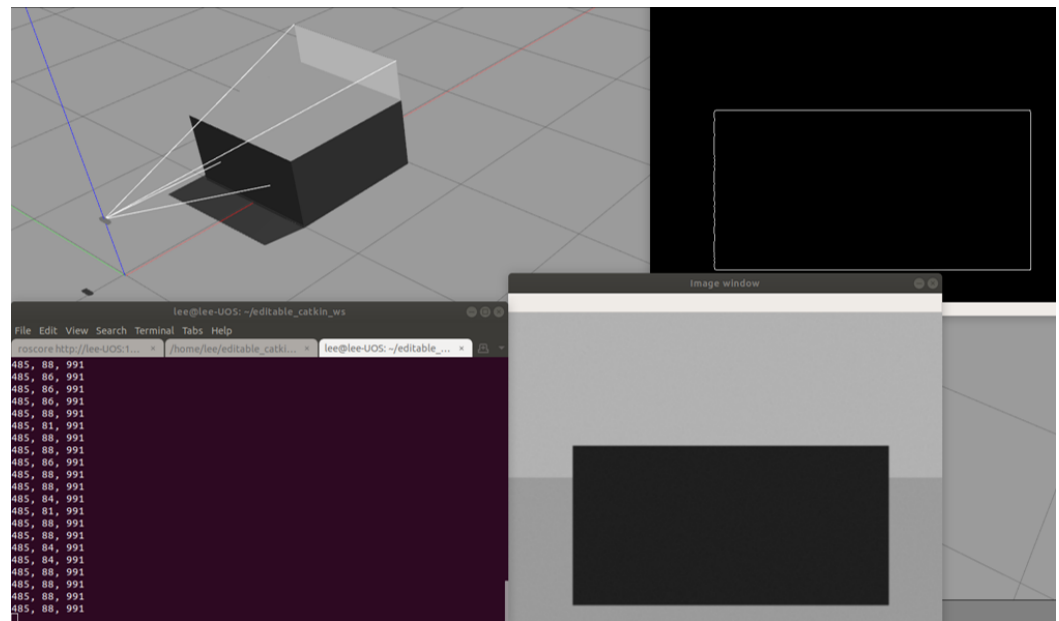 Image window
lee@lee-UOS: ~/editable_catkin_ws
File Edit View Search Terminal Tabs Help
roscore http://lee-UOS:1... × /home/lee/editable_catki... × lee@lee-UOS: ~/editable_... ×
485, 88, 991
485, 86, 991
485, 86, 991
485, 86, 991
485, 88, 991
485, 81, 991
485, 88, 991
485, 88, 991
485, 86, 991
485, 88, 991
485, 84, 991
485, 81, 991
485, 88, 991
485, 88, 991
485, 84, 991
485, 84, 991
485, 88, 991
485, 88, 991
485, 88, 991
485, 88, 991
485, 88, 991